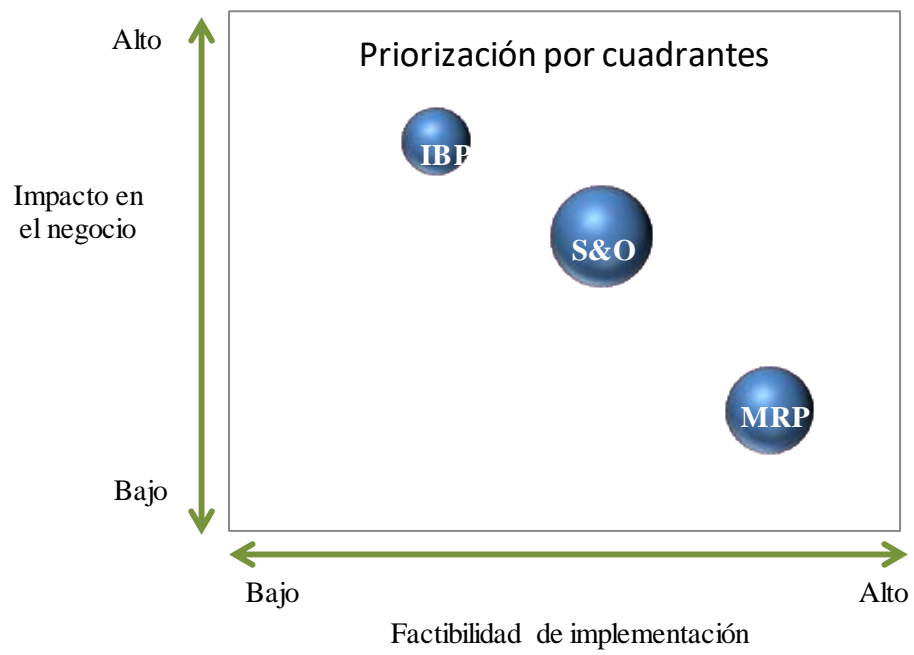 Alto
Priorización por cuadrantes
IBP
Impacto en
el negocio
S&O
MRP
Bajo
Bajo
Alto
Factibilidad de implementación